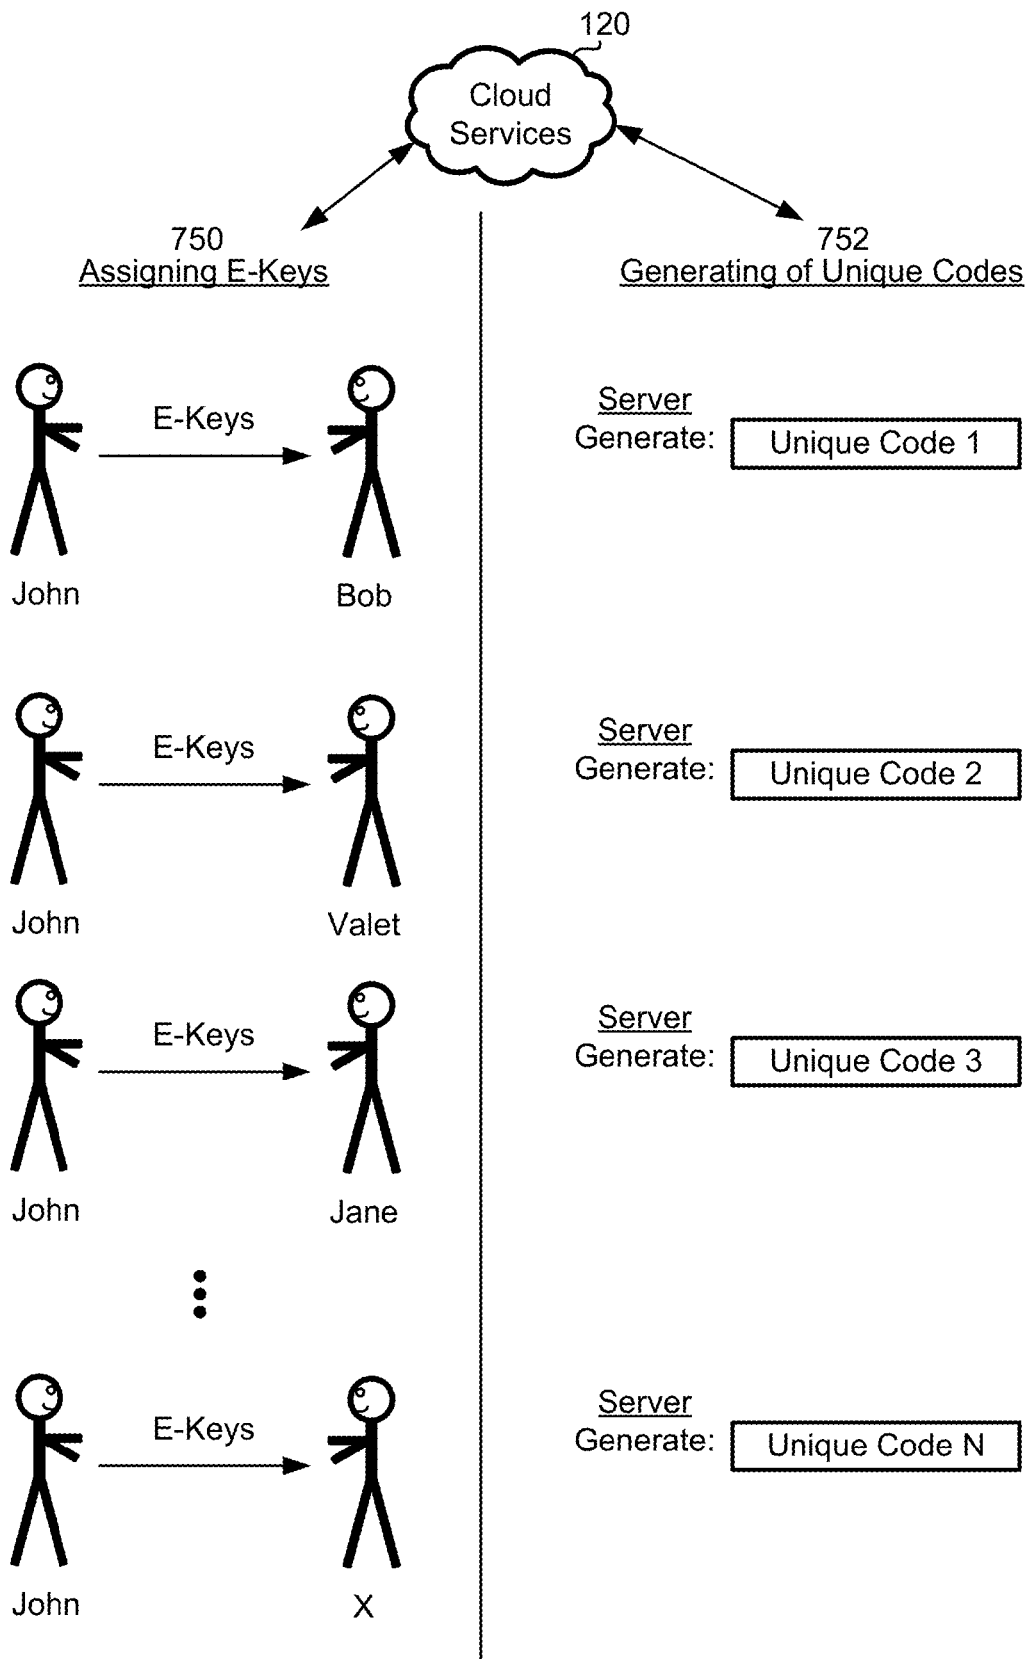 120
Cloud
Services
750
Assigning E-Keys
752
Generating of Unique Codes
E-Keys
John
Bob
Server
Generate:
Unique Code 1
E-Keys
John
Valet
Server
Generate:
Unique Code 2
E-Keys
John
Jane
Server
Generate:
Unique Code 3
E-Keys
John
X
Server
Generate:
Unique Code N